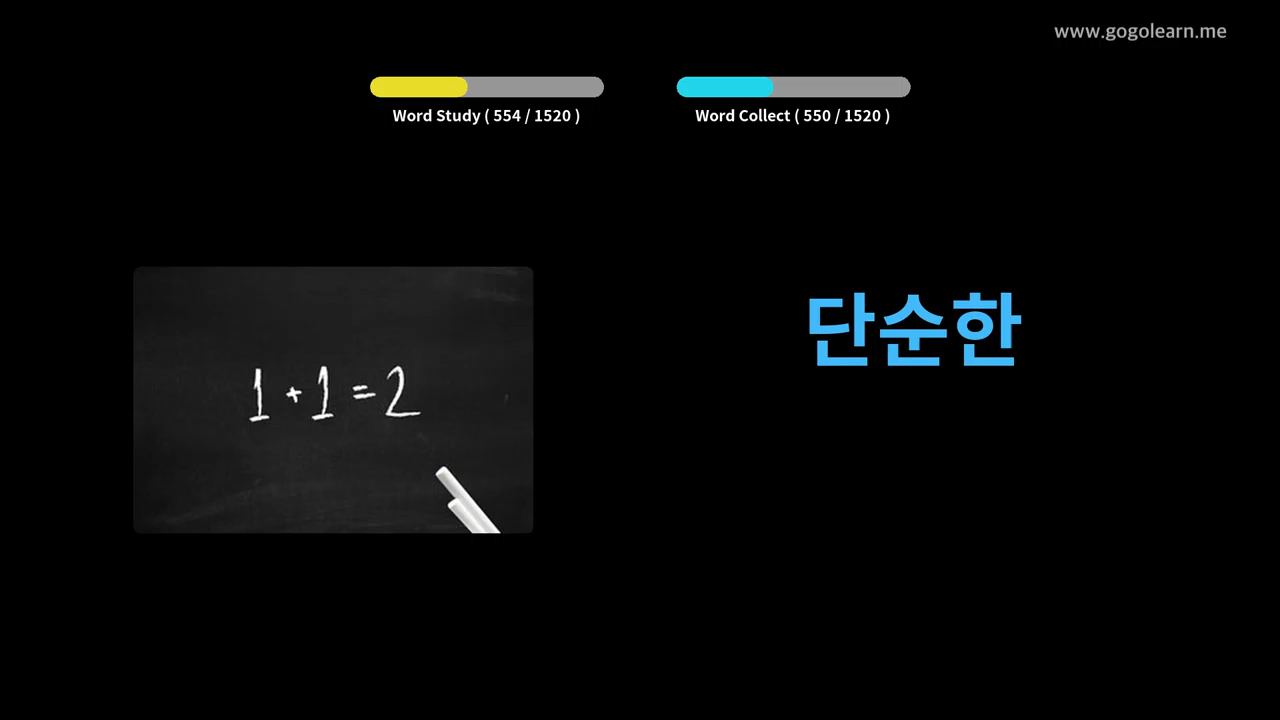 www.gogolearn.me
Word Study ( 554 / 1520 )
Word Collect ( 550 / 1520 )
1 + 1 = 2
단순한